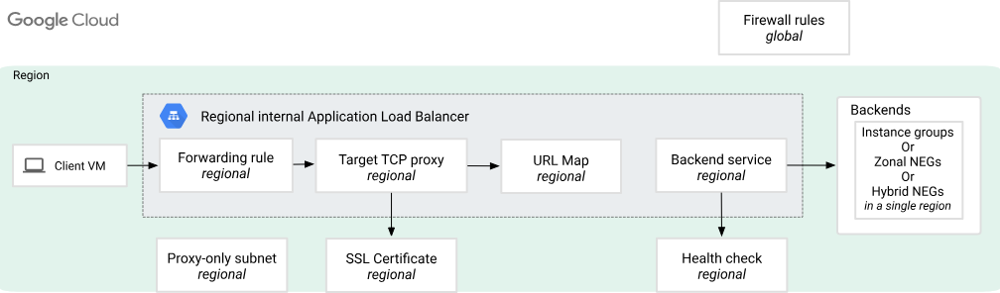 Google Cloud
Firewall rules
global
Region
Regional internal Application Load Balancer
Client VM
Forwarding rule
regional
Target TCP proxy
regional
URL Map
regional
Backend service
regional
Backends
Instance groups
Or
Zonal NEGs
Or
Hybrid NEGs
in a single region
Proxy-only subnet
regional
SSL Certificate
regional
Health check
regional